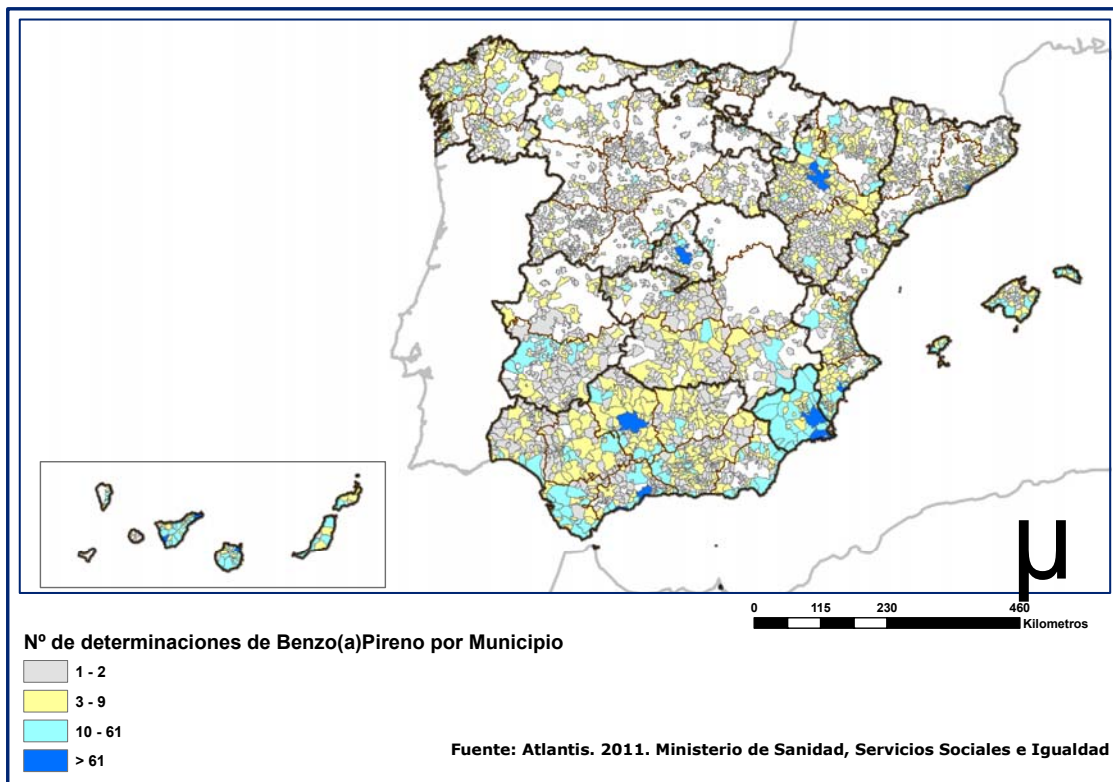 µ
0 115 230 460
Kilometros
Nº de determinaciones de Benzo(a)Pireno por Municipio
1 - 2
3 - 9
10 - 61
> 61
Fuente: Atlantis. 2011. Ministerio de Sanidad, Servicios Sociales e Igualdad